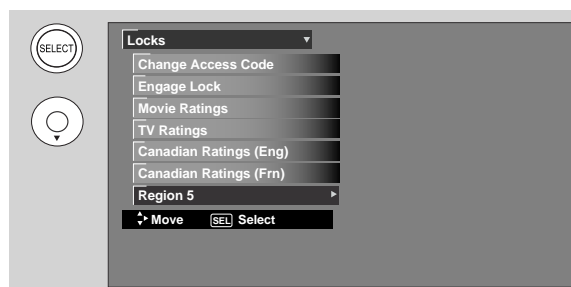 SELECT
Locks
Change Access Code
Engage Lock
Movie Ratings
TV Ratings
Canadian Ratings (Eng)
Canadian Ratings (Frn)
Region 5
Move SEL Select